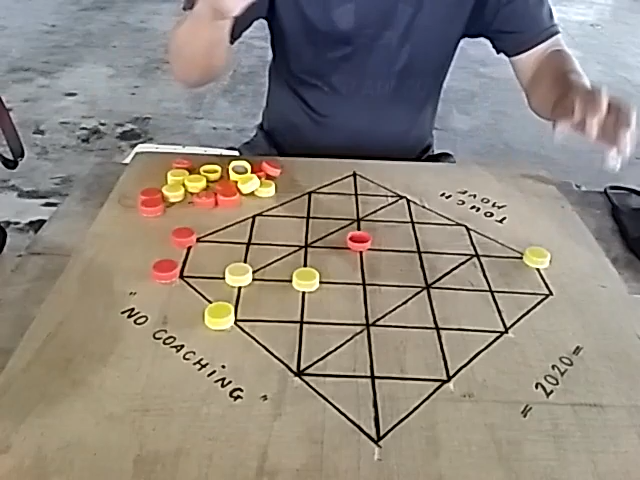 TOUCH
MOVE
"NO COACHING"
= 2020 =